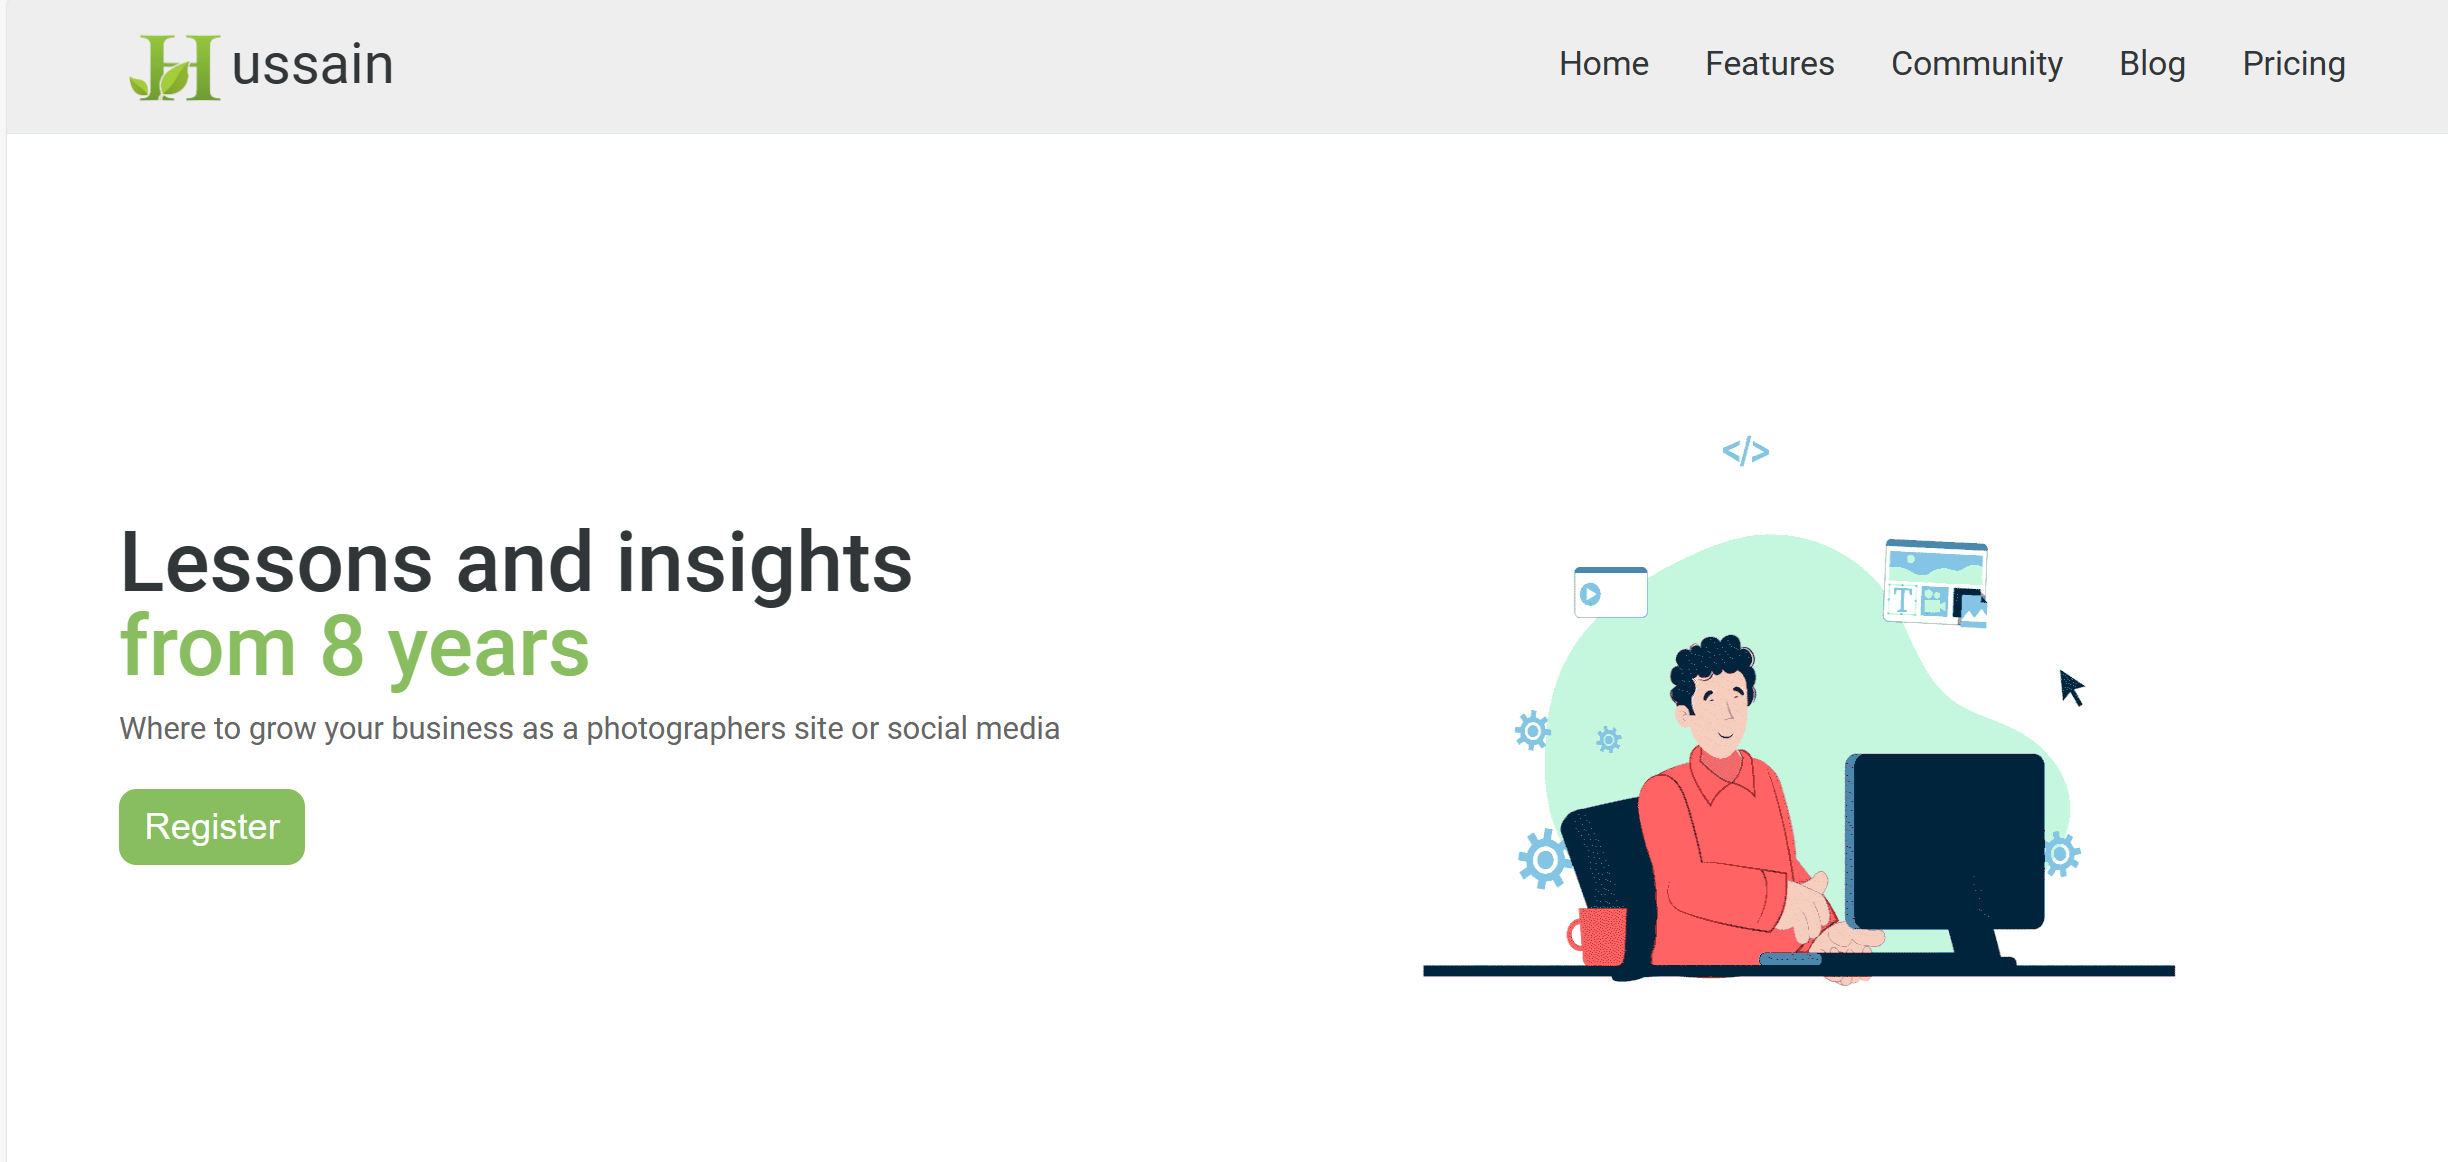 Hussain
Home Features Community Blog Pricing
</>
Lessons and insights
from 8 years
Where to grow your business as a photographers site or social media
Register
T